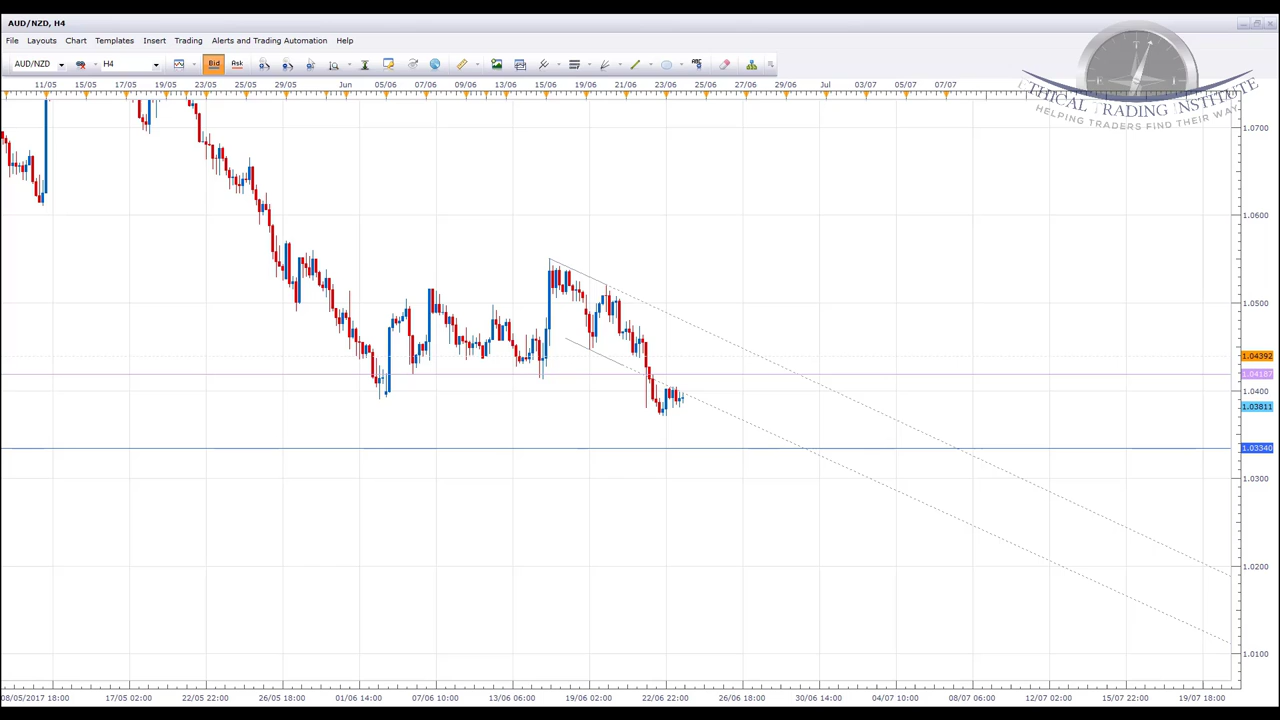 AUD/NZD, H4
File Layouts Chart Templates Insert Trading Alerts and Trading Automation Help
AUD/NZD H4 Bid Ask ABC
11/05 15/05 17/05 19/05 23/05 25/05 29/05 Jun 05/06 07/06 09/06 13/06 15/06 19/06 21/06 23/06 27/06 29/06 Jul 03/07 05/07 07/07
THICAL TRADING INSTITUTE
HELPING TRADERS FIND THEIR WAY
1.0700
1.0600
1.0500
1.04392
1.04187
1.0400
1.03811
1.03340
1.0300
1.0200
1.0100
08/05/2017 18:00 17/05 02:00 22/05 22:00 26/05 18:00 01/06 14:00 07/06 10:00 13/06 06:00 19/06 02:00 22/06 22:00 26/06 18:00 30/06 14:00 04/07 10:00 08/07 06:00 12/07 02:00 15/07 22:00 19/07 18:00